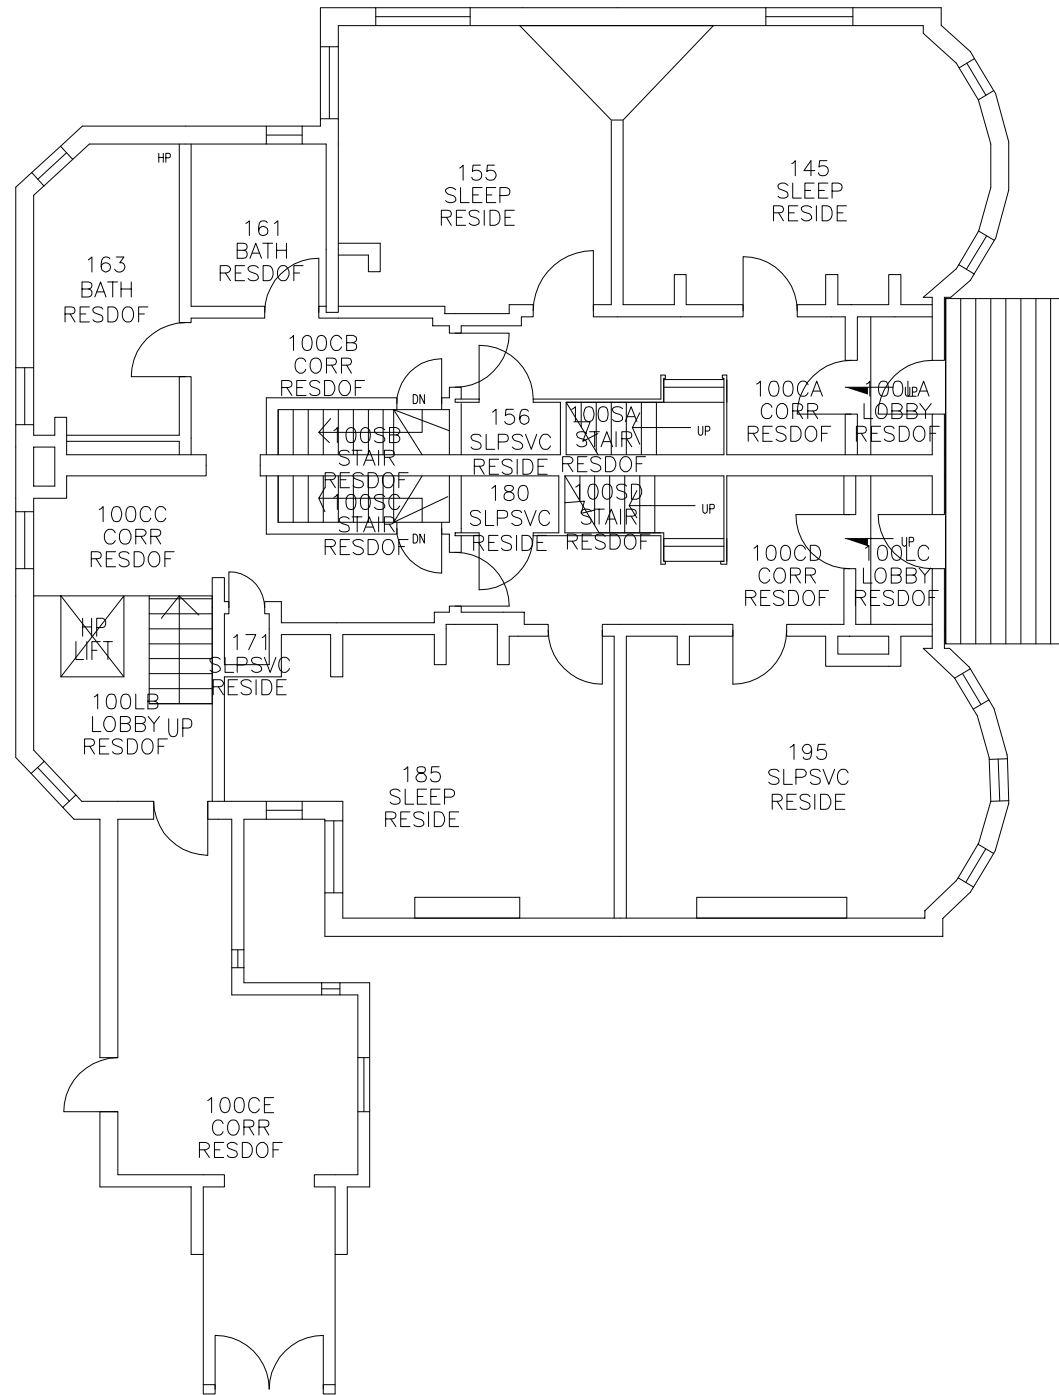 155
SLEEP
RESIDE
145
SLEEP
RESIDE
HP
161
BATH
RESDOF
163
BATH
RESDOF
100CB
CORR
RESDOF
DN
156
SLPSVC
RESIDE
100SA
STAIR
RESDOF
UP
100CA
CORR
RESDOF
100LA
LOBBY
RESDOF
UP
100SB
STAIR
RESDOF
100SC
STAIR
RESDOF
DN
180
SLPSVC
RESIDE
100SD
STAIR
RESDOF
UP
100CD
CORR
RESDOF
100LC
LOBBY
RESDOF
UP
100CC
CORR
RESDOF
HP
LIFT
171
SLPSVC
RESIDE
100LB
LOBBY
RESDOF
UP
185
SLEEP
RESIDE
195
SLPSVC
RESIDE
100CE
CORR
RESDOF